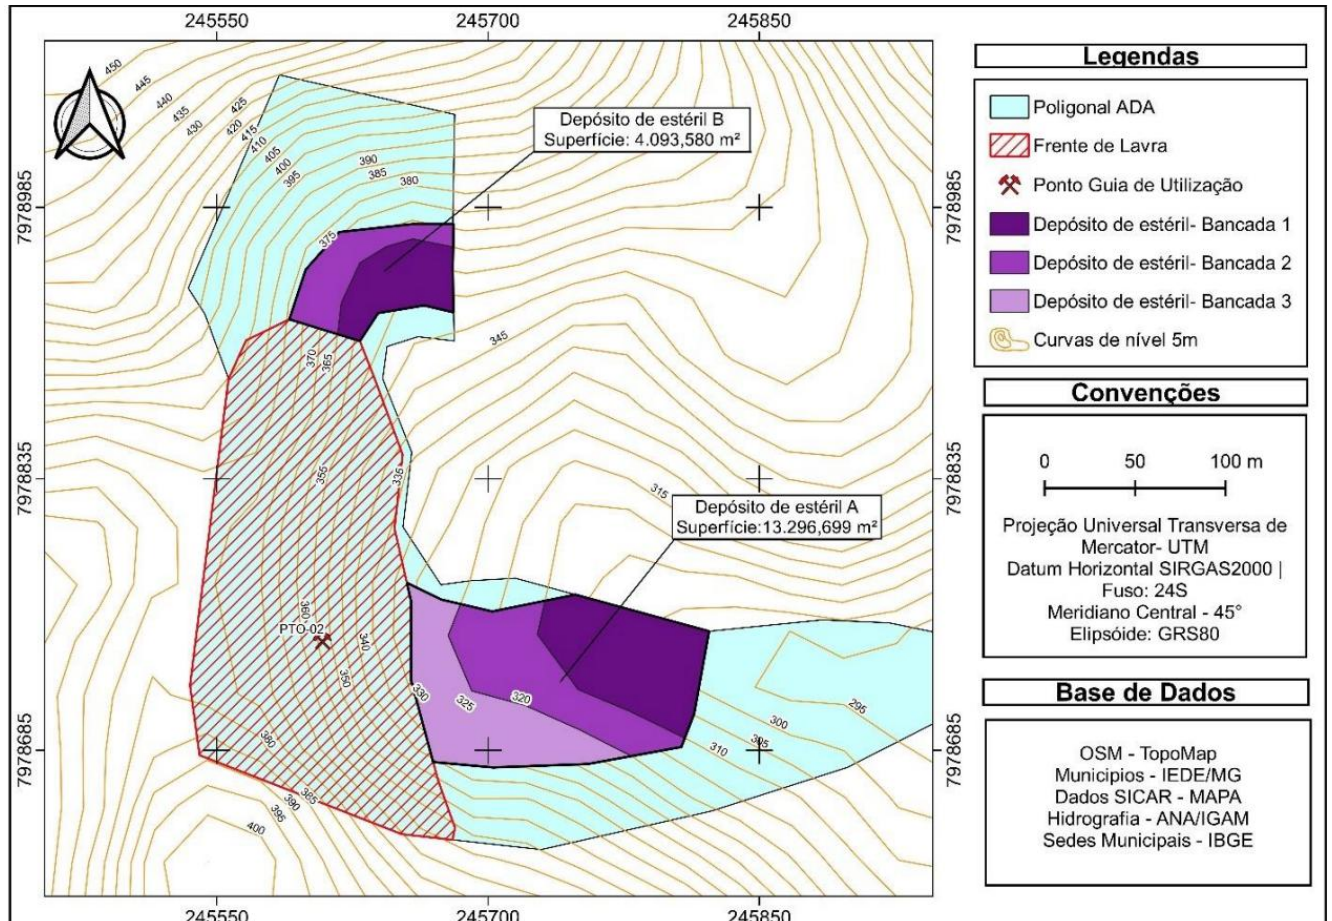 245550
245700
245850
450
445
440
435
430
425
420
415
410
405
400
395
390
385
380
375
Depósito de estéril B
Superfície: 4.093,580 m²
7978985
7978985
370
365
345
355
335
315
7978835
7978835
Depósito de estéril A
Superfície:13.296,699 m²
360
PTO-02
340
350
330
325
320
380
385
390
395
400
310
305
300
295
7978685
7978685
245550
245700
245850
Legendas
Poligonal ADA
Frente de Lavra
Ponto Guia de Utilização
Depósito de estéril- Bancada 1
Depósito de estéril- Bancada 2
Depósito de estéril- Bancada 3
Curvas de nível 5m
Convenções
0 50 100 m
Projeção Universal Transversa de
Mercator- UTM
Datum Horizontal SIRGAS2000 |
Fuso: 24S
Meridiano Central - 45°
Elipsóide: GRS80
Base de Dados
OSM - TopoMap
Municipios - IEDE/MG
Dados SICAR - MAPA
Hidrografia - ANA/IGAM
Sedes Municipais - IBGE